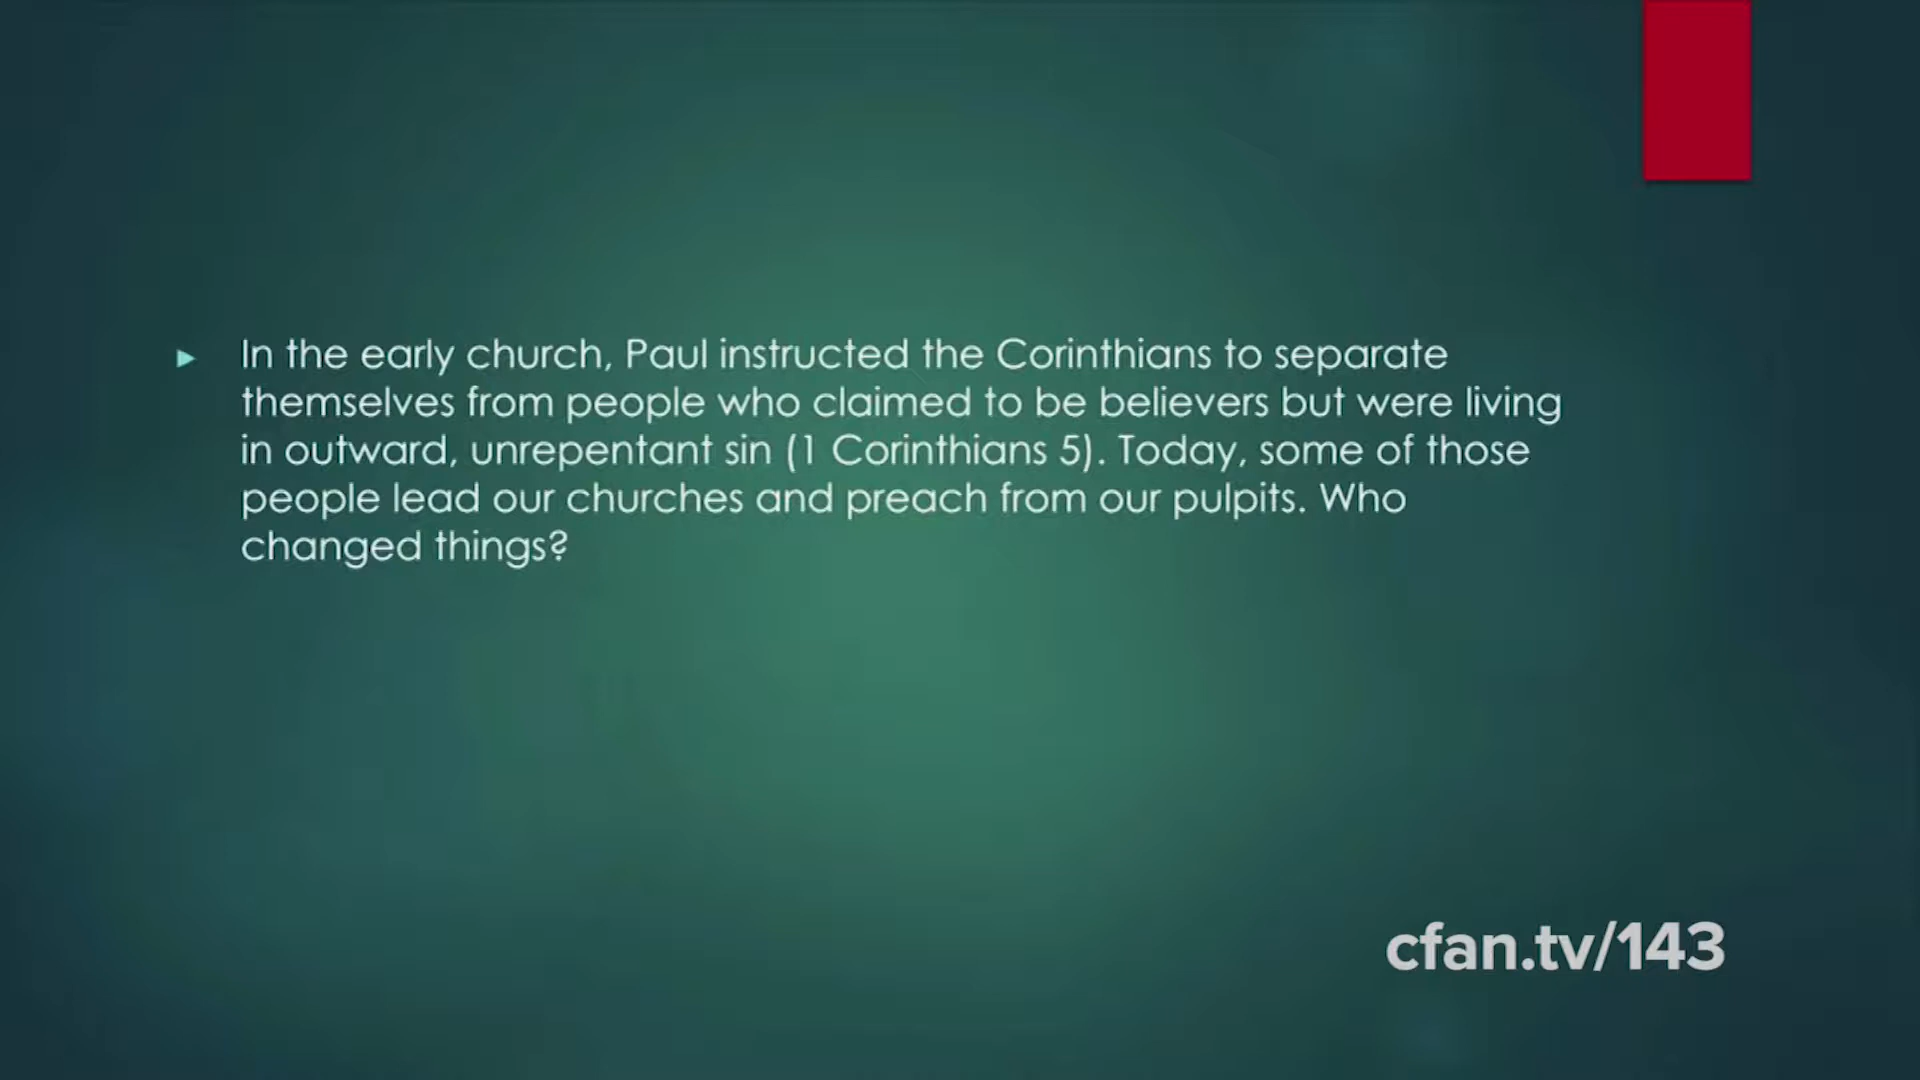 In the early church, Paul instructed the Corinthians to separate
themselves from people who claimed to be believers but were living
in outward, unrepentant sin (1 Corinthians 5). Today, some of those
people lead our churches and preach from our pulpits. Who
changed things?
cfan.tv/143